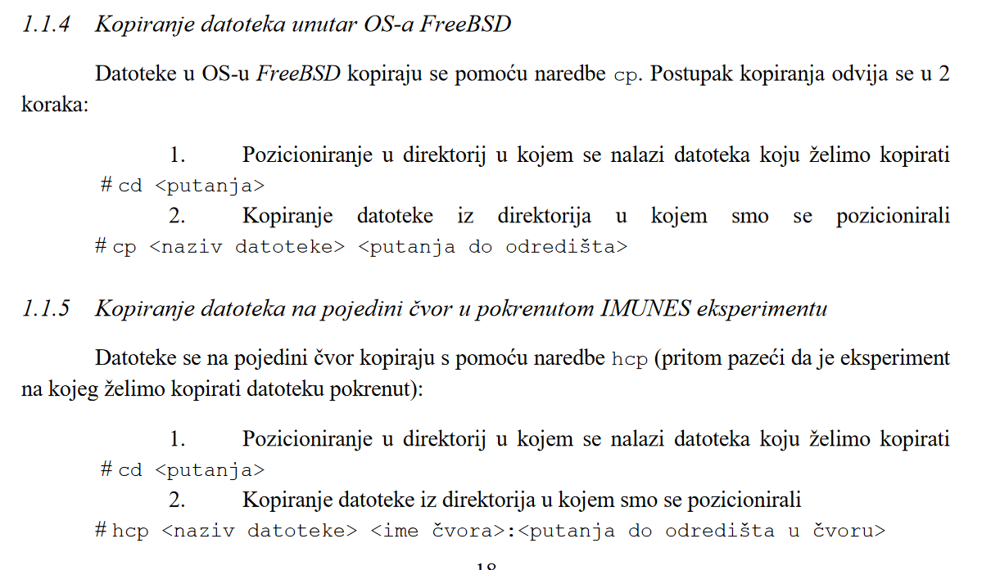 1.1.4 Kopiranje datoteka unutar OS-a FreeBSD
Datoteke u OS-u FreeBSD kopiraju se pomoću naredbe cp. Postupak kopiranja odvija se u 2
koraka:
1. Pozicioniranje u direktorij u kojem se nalazi datoteka koju želimo kopirati
# cd <putanja>
2. Kopiranje datoteke iz direktorija u kojem smo se pozicionirali
# cp <naziv datoteke> <putanja do odredišta>
1.1.5 Kopiranje datoteka na pojedini čvor u pokrenutom IMUNES eksperimentu
Datoteke se na pojedini čvor kopiraju s pomoću naredbe hcp (pritom pazeći da je eksperiment
na kojeg želimo kopirati datoteku pokrenut):
1. Pozicioniranje u direktorij u kojem se nalazi datoteka koju želimo kopirati
# cd <putanja>
2. Kopiranje datoteke iz direktorija u kojem smo se pozicionirali
# hcp <naziv datoteke> <ime čvora>:<putanja do odredišta u čvoru>
18